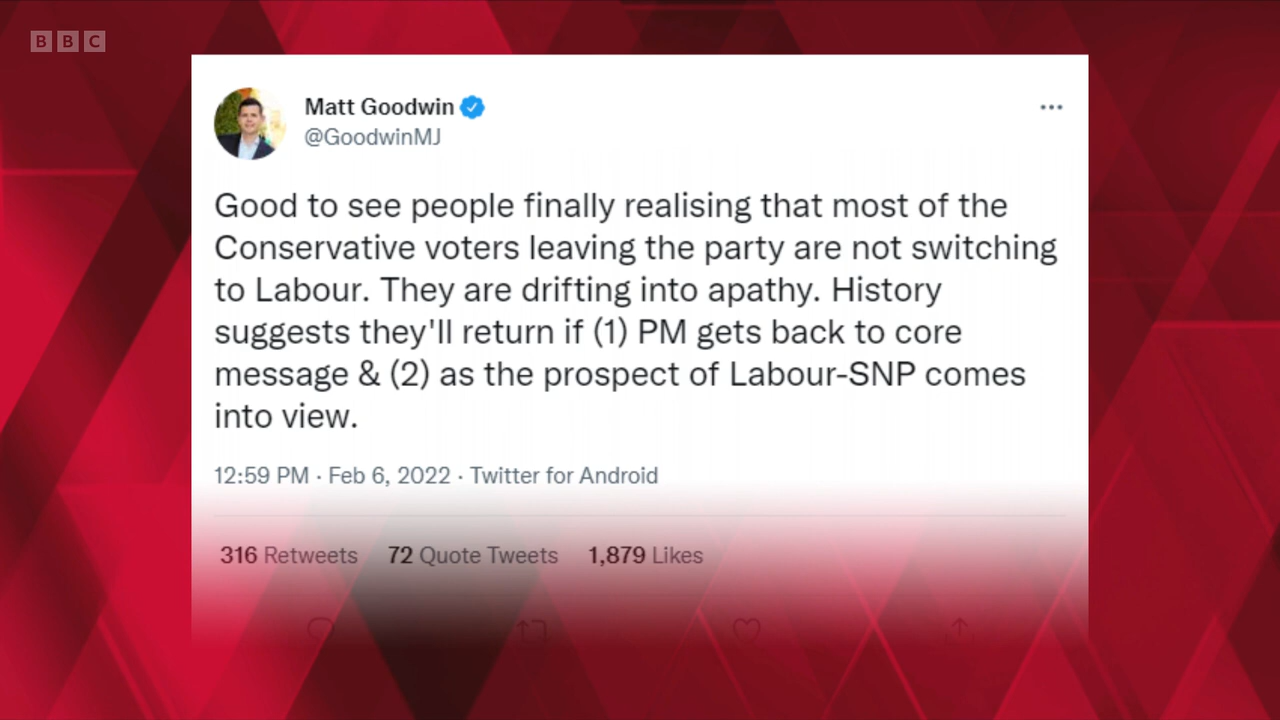 BBC
Matt Goodwin
@GoodwinMJ
Good to see people finally realising that most of the
Conservative voters leaving the party are not switching
to Labour. They are drifting into apathy. History
suggests they'll return if (1) PM gets back to core
message & (2) as the prospect of Labour-SNP comes
into view.
12:59 PM · Feb 6, 2022 · Twitter for Android
316 Retweets 72 Quote Tweets 1,879 Likes